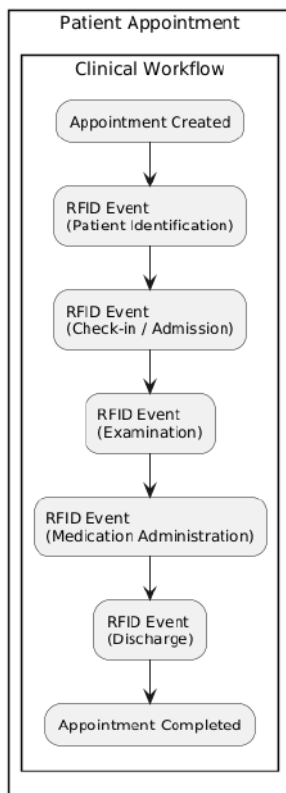 Patient Appointment
Clinical Workflow
Appointment Created
RFID Event
(Patient Identification)
RFID Event
(Check-in / Admission)
RFID Event
(Examination)
RFID Event
(Medication Administration)
RFID Event
(Discharge)
Appointment Completed